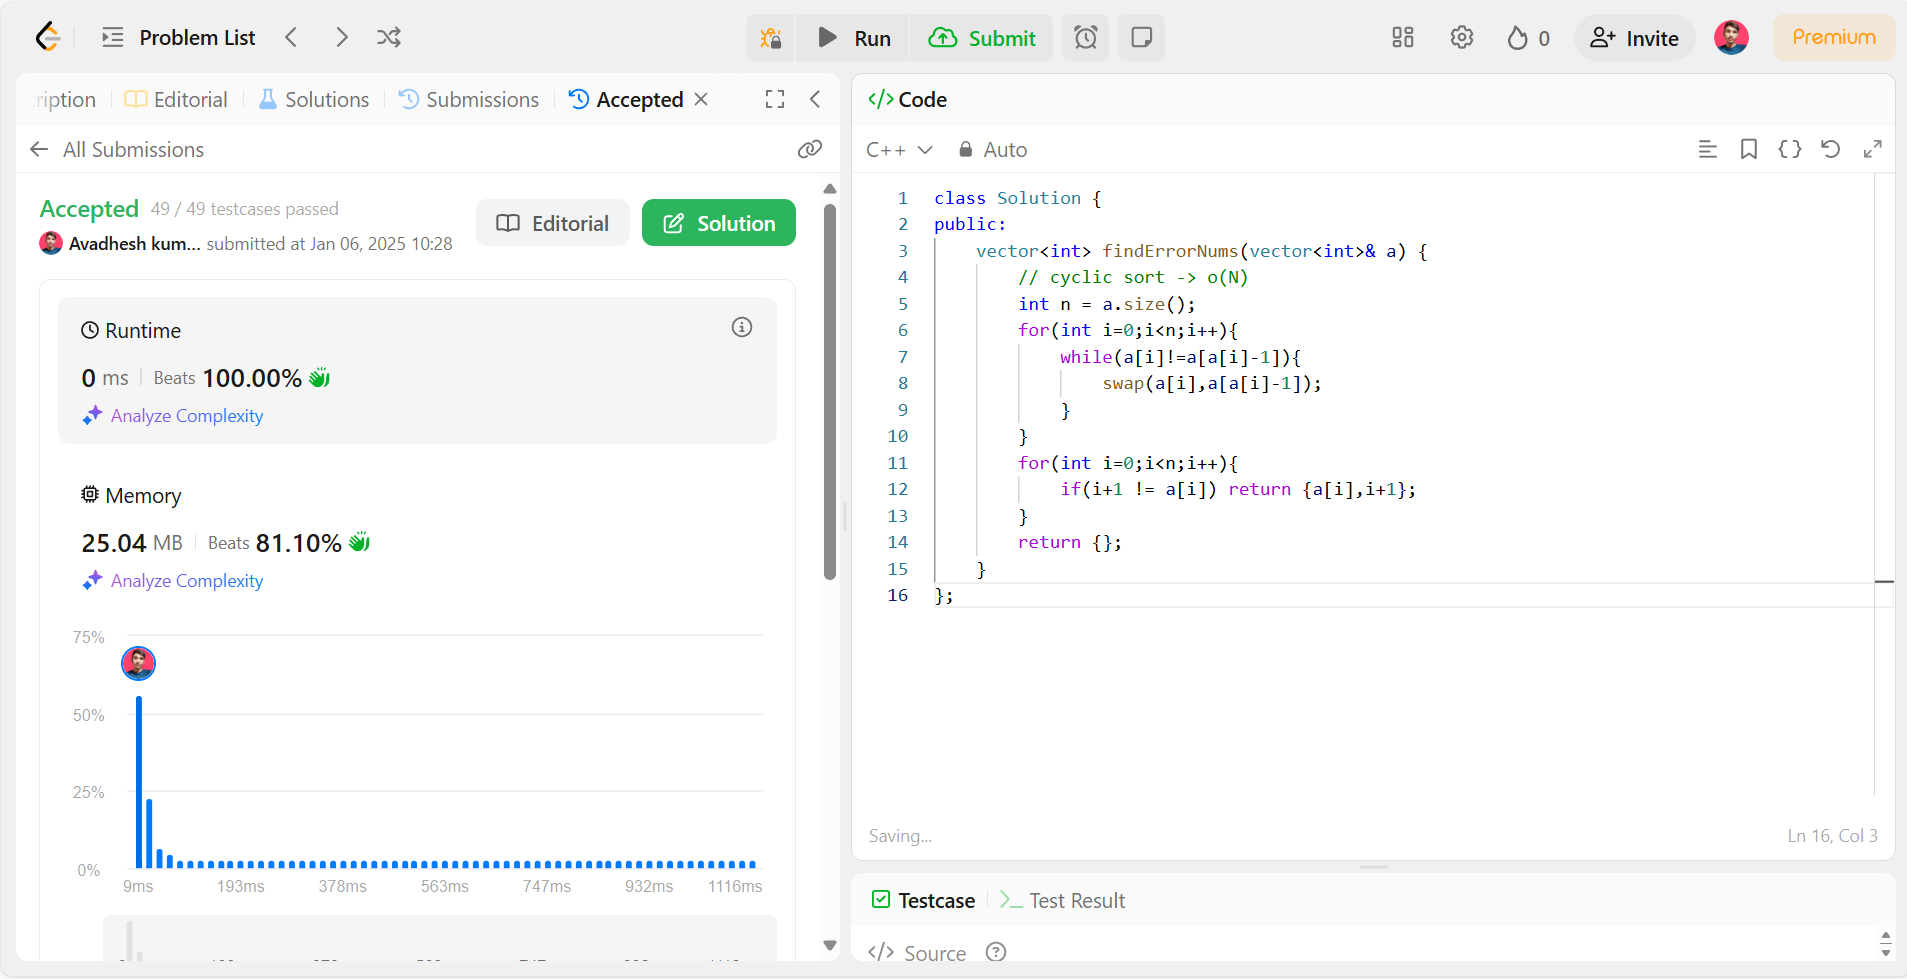 Problem List
Run
Submit
0
Invite
Premium
ription
Editorial
Solutions
Submissions
Accepted
All Submissions
Accepted 49 / 49 testcases passed
Avadhesh kum... submitted at Jan 06, 2025 10:28
Editorial
Solution
Runtime
0 ms Beats 100.00%
Analyze Complexity
Memory
25.04 MB Beats 81.10%
Analyze Complexity
75%
50%
25%
0%
9ms 193ms 378ms 563ms 747ms 932ms 1116ms
</> Code
C++ Auto
1 class Solution {
2 public:
3     vector<int> findErrorNums(vector<int>& a) {
4         // cyclic sort -> o(N)
5         int n = a.size();
6         for(int i=0;i<n;i++){
7             while(a[i]!=a[a[i]-1]){
8                 swap(a[i],a[a[i]-1]);
9             }
10         }
11         for(int i=0;i<n;i++){
12             if(i+1 != a[i]) return {a[i],i+1};
13         }
14         return {};
15     }
16 };
Saving...
Ln 16, Col 3
Testcase
Test Result
</> Source